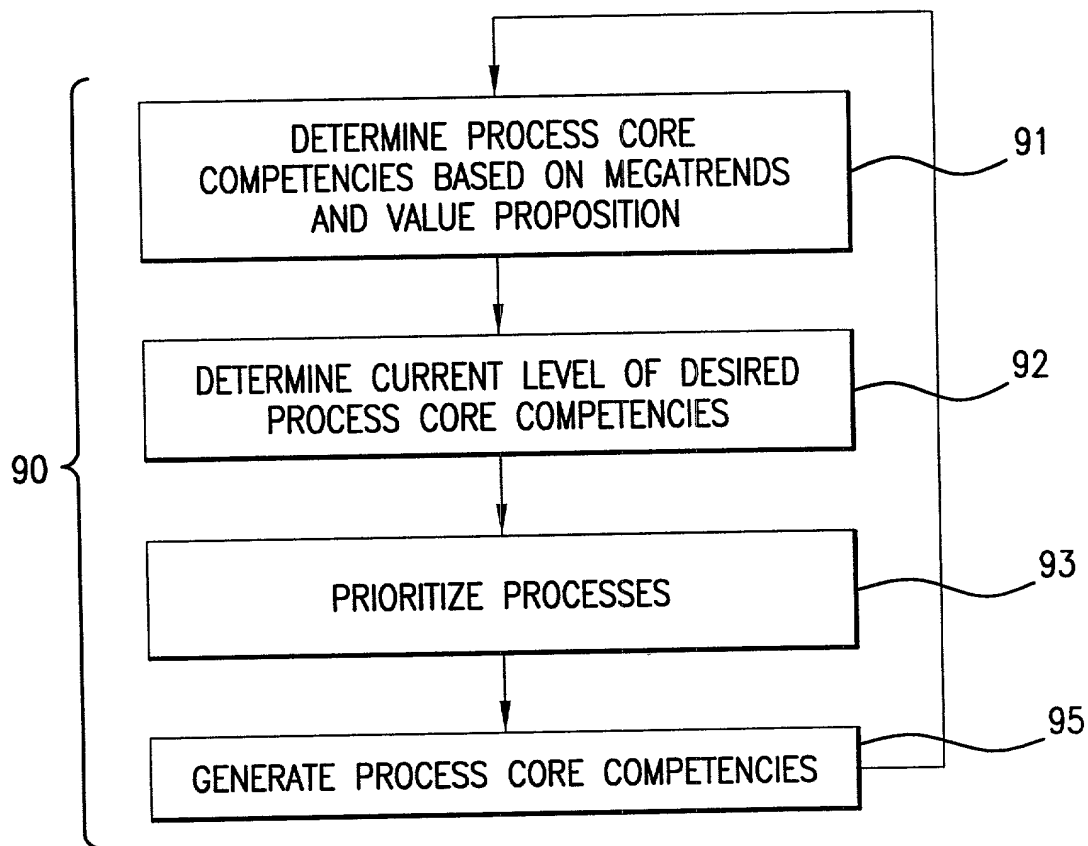 DETERMINE PROCESS CORE
COMPETENCIES BASED ON MEGATRENDS
AND VALUE PROPOSITION
91
DETERMINE CURRENT LEVEL OF DESIRED
PROCESS CORE COMPETENCIES
92
90
PRIORITIZE PROCESSES
93
GENERATE PROCESS CORE COMPETENCIES
95